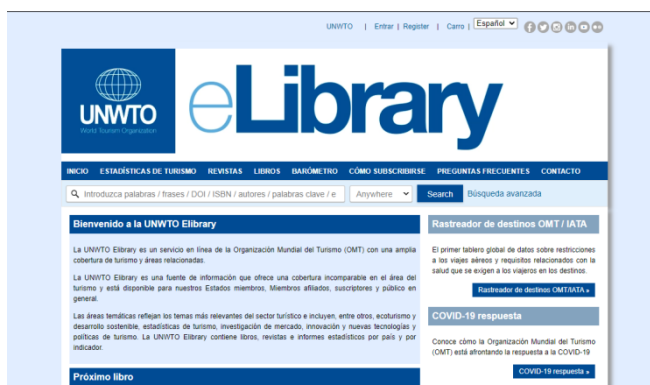 UNWTO | Entrar | Register | Carro | Español
UNWTO
World Tourism Organization
eLibrary
INICIO ESTADÍSTICAS DE TURISMO REVISTAS LIBROS BARÓMETRO CÓMO SUBSCRIBIRSE PREGUNTAS FRECUENTES CONTACTO
Introduzca palabras / frases / DOI / ISBN / autores / palabras clave / e Anywhere Search Búsqueda avanzada
Bienvenido a la UNWTO Elibrary
La UNWTO Elibrary es un servicio en línea de la Organización Mundial del Turismo (OMT) con una amplia
cobertura de turismo y áreas relacionadas.
La UNWTO Elibrary es una fuente de información que ofrece una cobertura incomparable en el área del
turismo y está disponible para nuestros Estados miembros, Miembros afiliados, suscriptores y público en
general.
Las áreas temáticas reflejan los temas más relevantes del sector turístico e incluyen, entre otros, ecoturismo y
desarrollo sostenible, estadísticas de turismo, investigación de mercado, innovación y nuevas tecnologías y
políticas de turismo. La UNWTO Elibrary contiene libros, revistas e informes estadísticos por país y por
indicador.
Próximo libro
Rastreador de destinos OMT / IATA
El primer tablero global de datos sobre restricciones
a los viajes aéreos y requisitos relacionados con la
salud que se exigen a los viajeros en los destinos.
Rastreador de destinos OMT/IATA »
COVID-19 respuesta
Conoce cómo la Organización Mundial del Turismo
(OMT) está afrontando la respuesta a la COVID-19
COVID-19 respuesta »